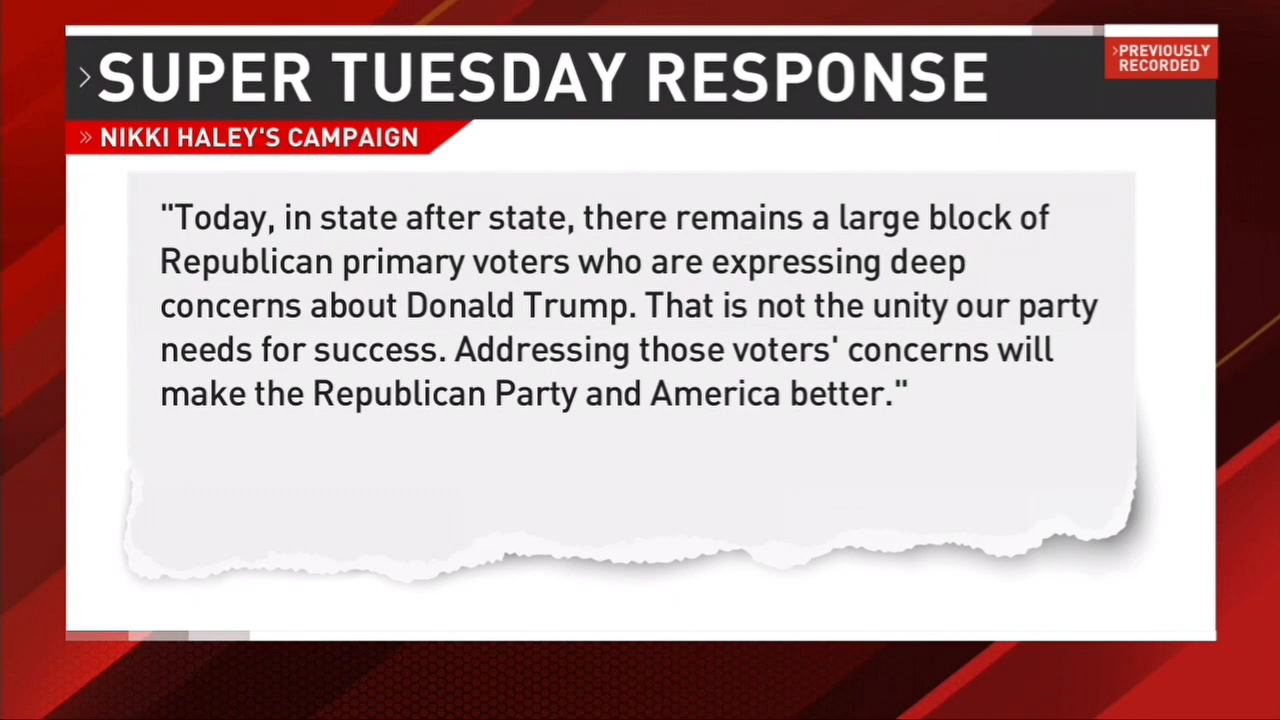 ›SUPER TUESDAY RESPONSE
›PREVIOUSLY
RECORDED
» NIKKI HALEY'S CAMPAIGN
"Today, in state after state, there remains a large block of
Republican primary voters who are expressing deep
concerns about Donald Trump. That is not the unity our party
needs for success. Addressing those voters' concerns will
make the Republican Party and America better."